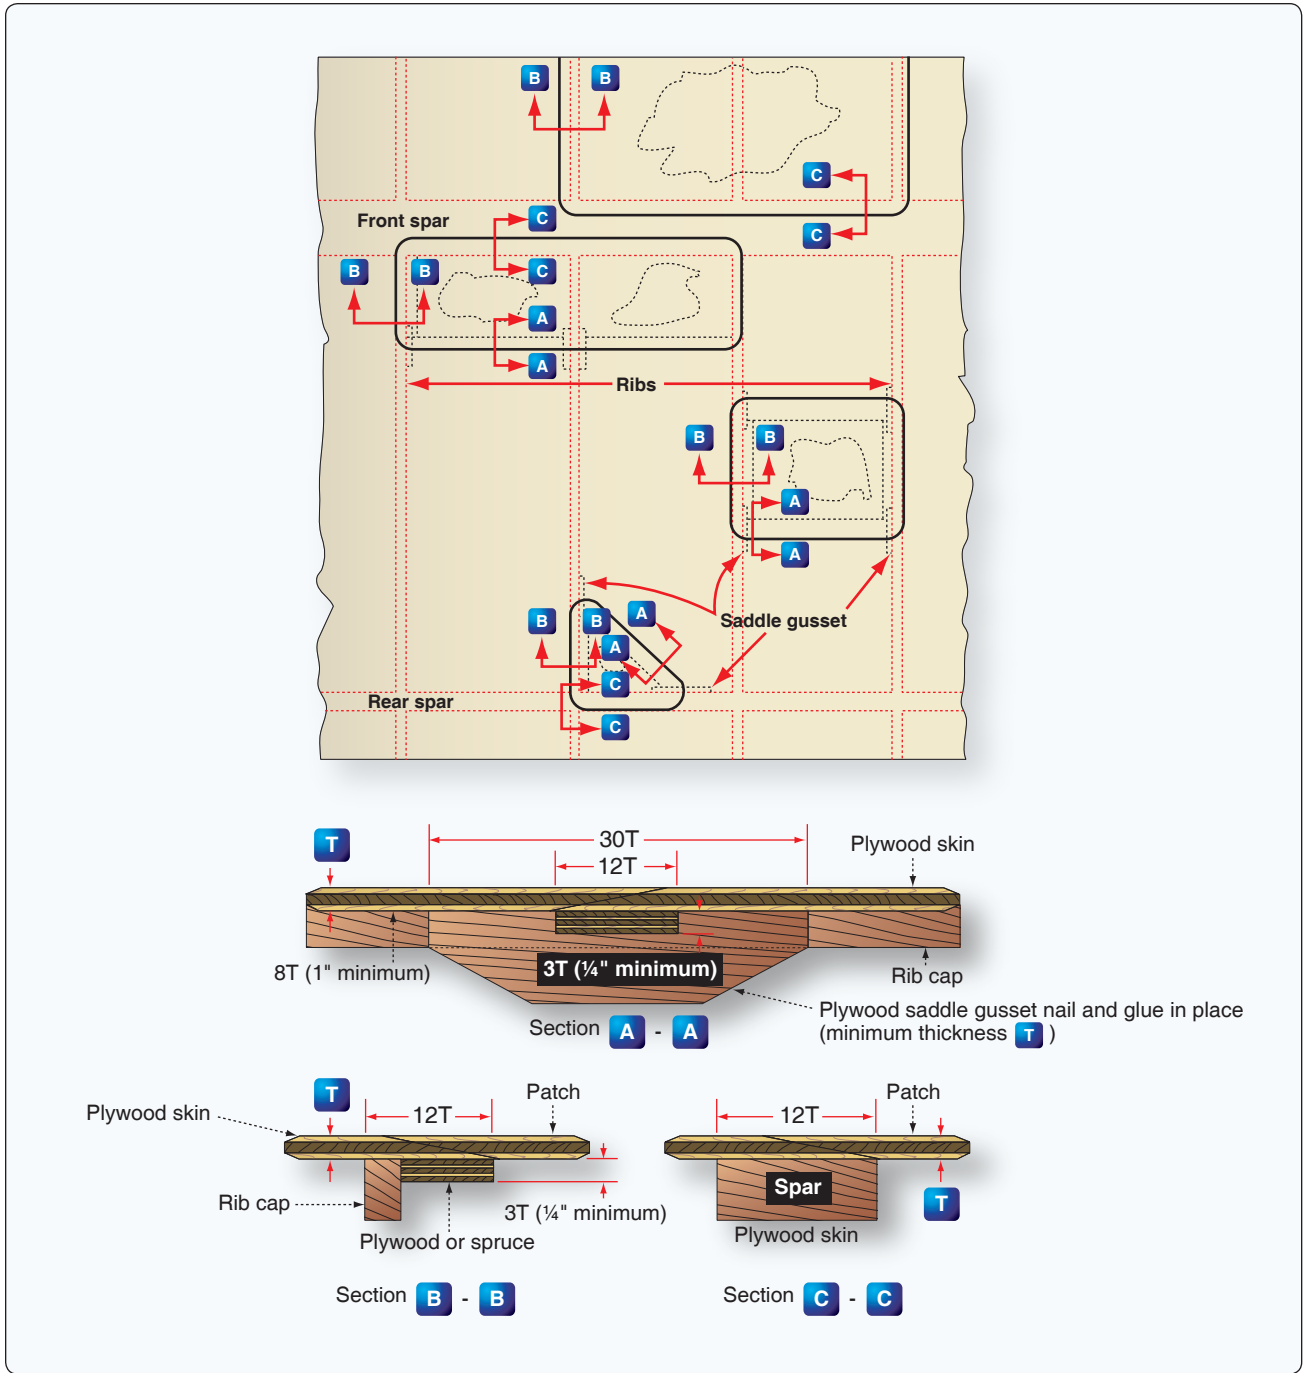 B B
C
Front spar
C
C
B B
C
A
A
Ribs
B B
A
A
B B A
Saddle gusset
A
C
Rear spar
C
30T
T
12T
Plywood skin
8T (1" minimum)
3T (¼" minimum)
Rib cap
Plywood saddle gusset nail and glue in place
(minimum thickness T )
Section A - A
T
Plywood skin
12T
Patch
Rib cap
3T (¼" minimum)
Plywood or spruce
Section B - B
12T
Patch
Spar
T
Plywood skin
Section C - C